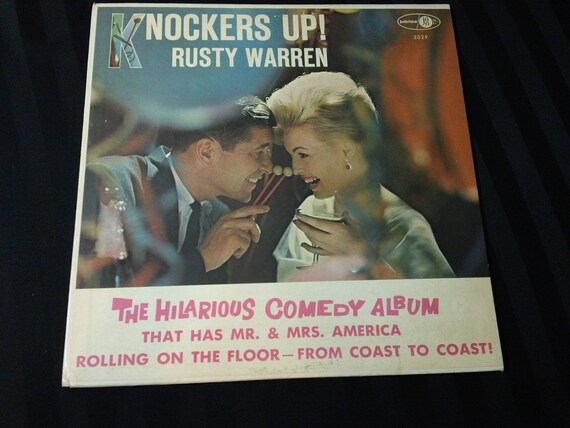 KNOCKERS UP!
RUSTY WARREN
2029
THE HILARIOUS COMEDY ALBUM
THAT HAS MR. & MRS. AMERICA
ROLLING ON THE FLOOR—FROM COAST TO COAST!